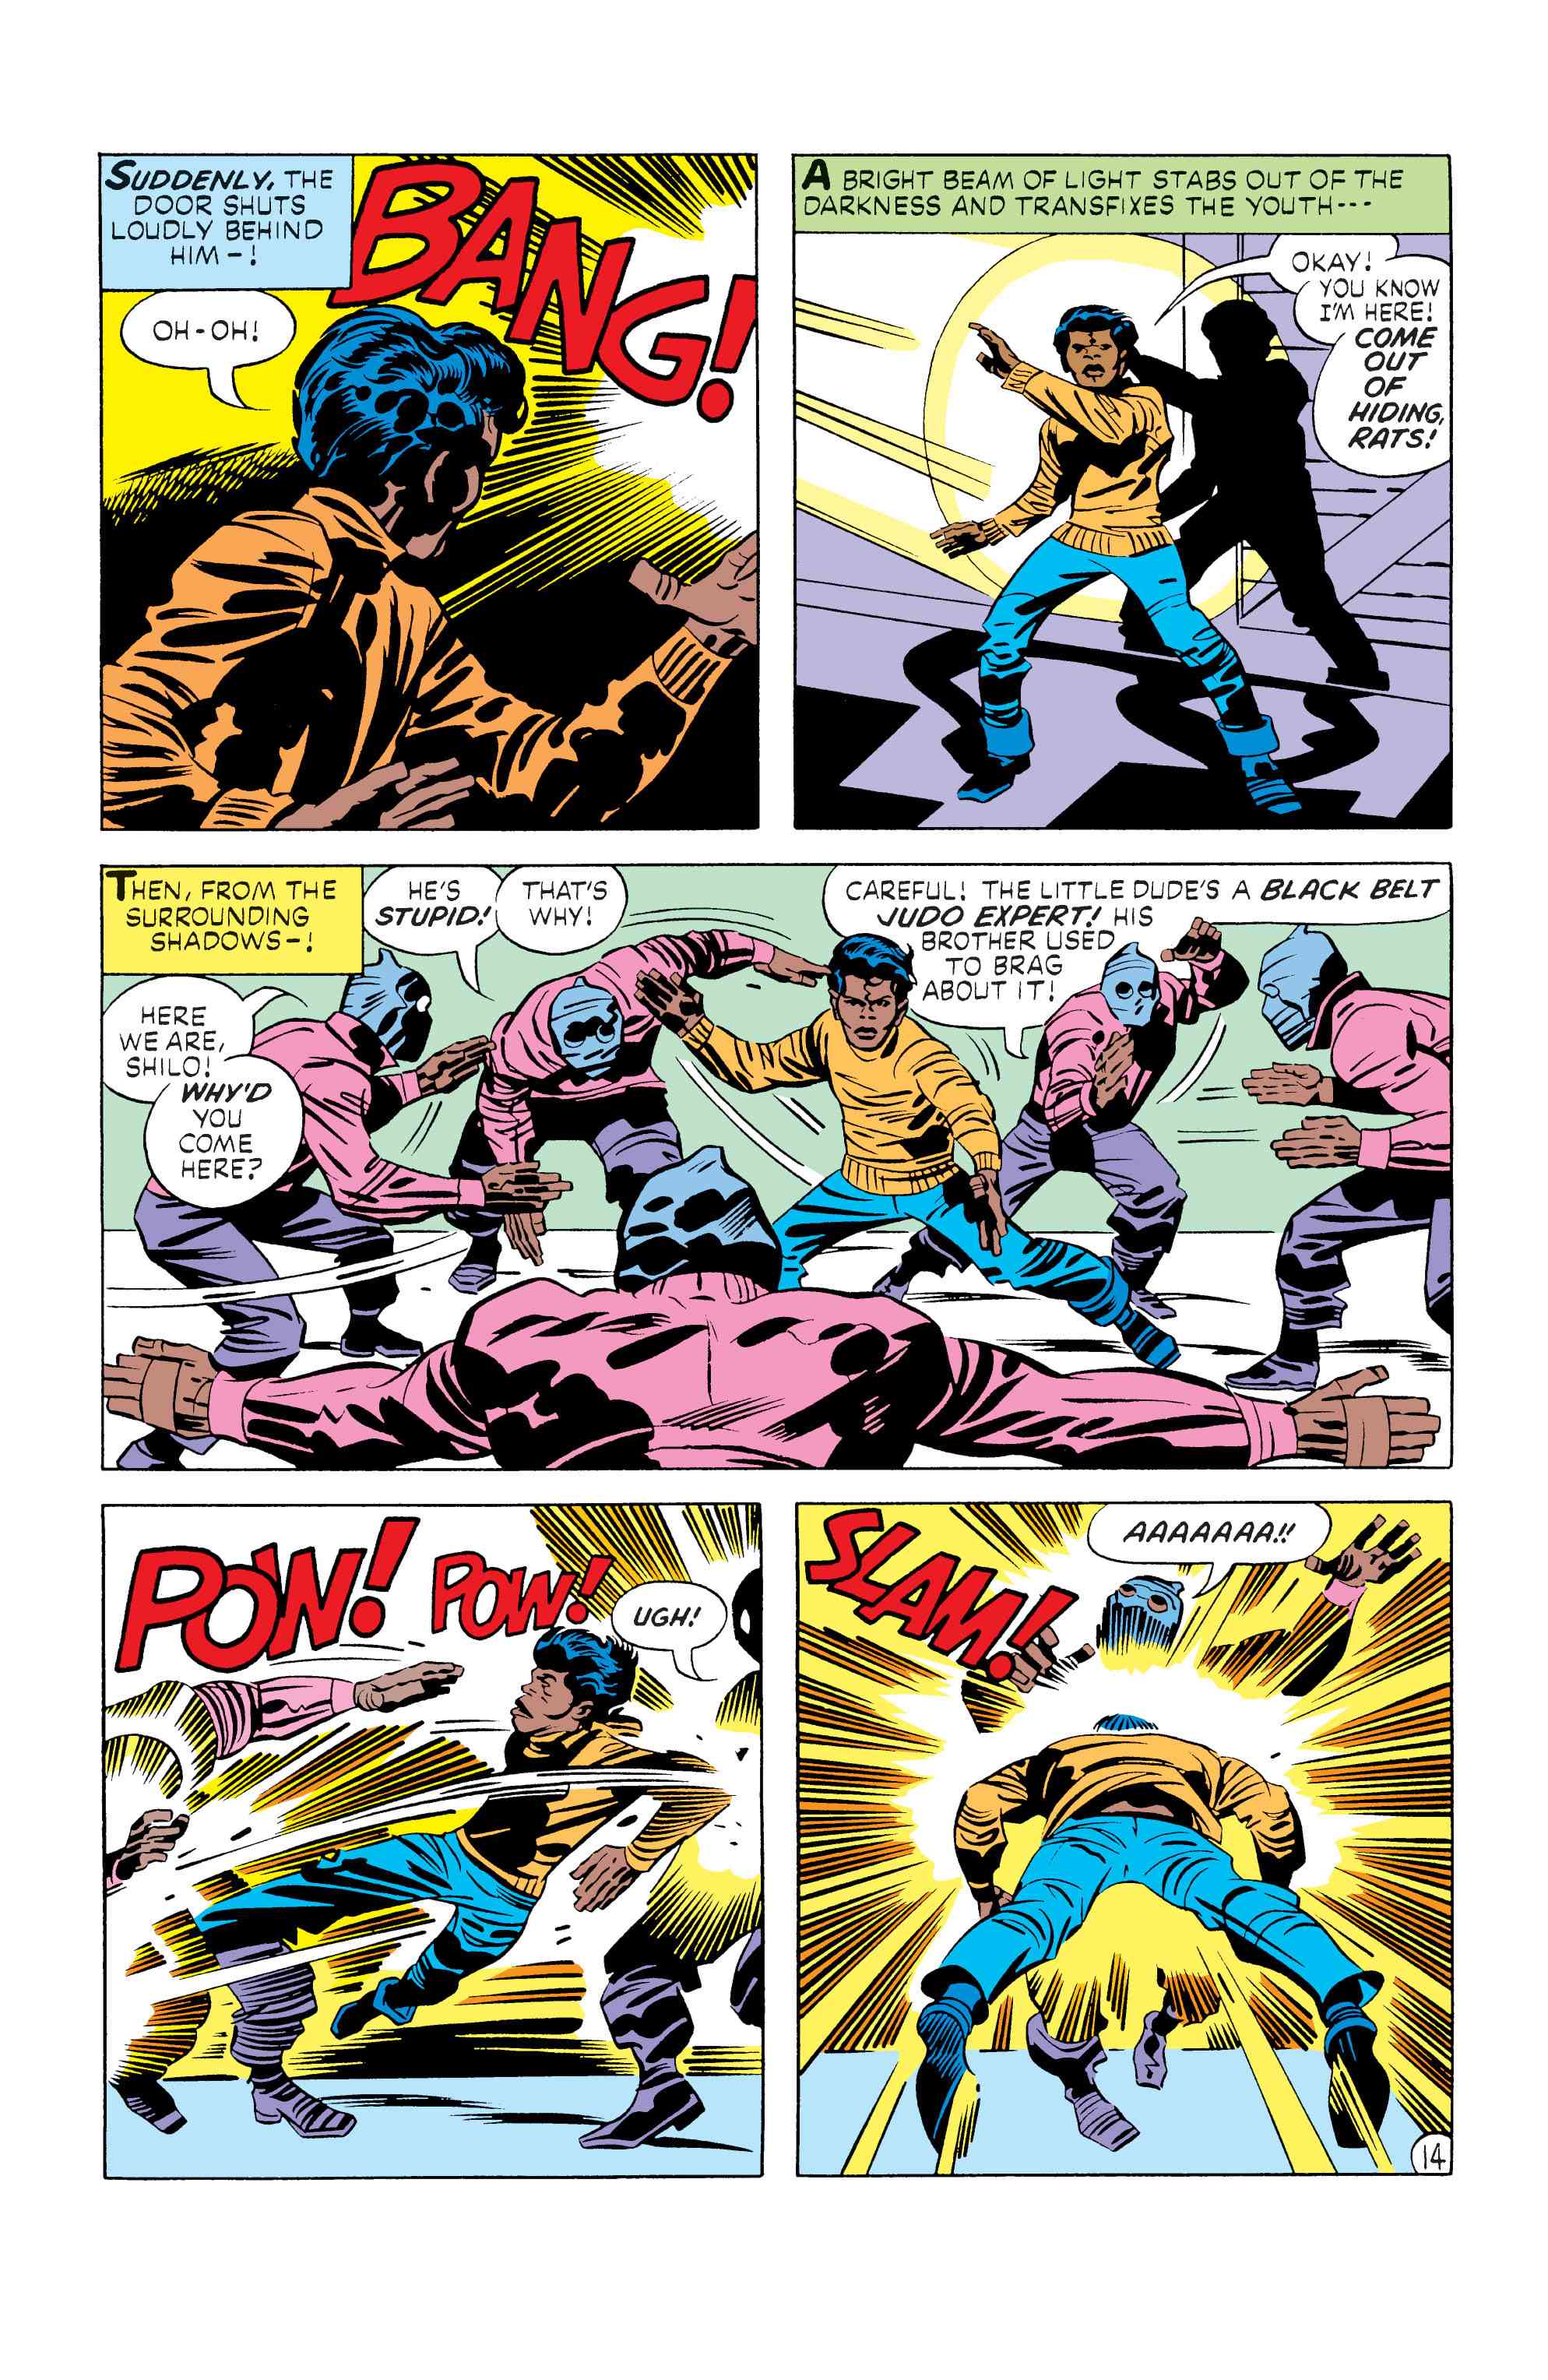 SUDDENLY, THE
DOOR SHUTS
LOUDLY BEHIND
HIM-!
BANG!
OH-OH!
A BRIGHT BEAM OF LIGHT STABS OUT OF THE
DARKNESS AND TRANSFIXES THE YOUTH---
OKAY!
YOU KNOW
I'M HERE!
COME
OUT
OF
HIDING,
RATS!
THEN, FROM THE
SURROUNDING
SHADOWS-!
HERE
WE ARE,
SHILO!
WHY'D
YOU
COME
HERE?
HE'S
STUPID!
THAT'S
WHY!
CAREFUL! THE LITTLE DUDE'S A BLACK BELT
JUDO EXPERT! HIS
BROTHER USED
TO BRAG
ABOUT IT!
POW! POW!
UGH!
SLAM!
AAAAAAA!!
14